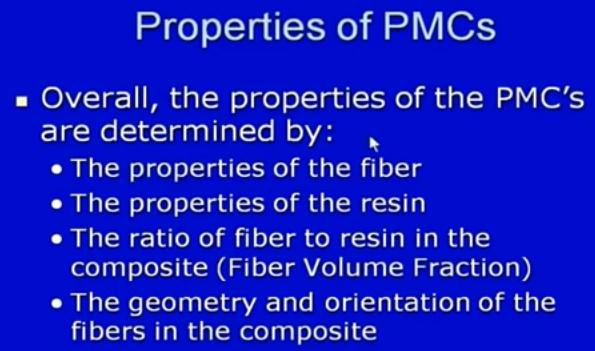 Properties of PMCs
Overall, the properties of the PMC's
are determined by:
The properties of the fiber
The properties of the resin
The ratio of fiber to resin in the
composite (Fiber Volume Fraction)
The geometry and orientation of the
fibers in the composite